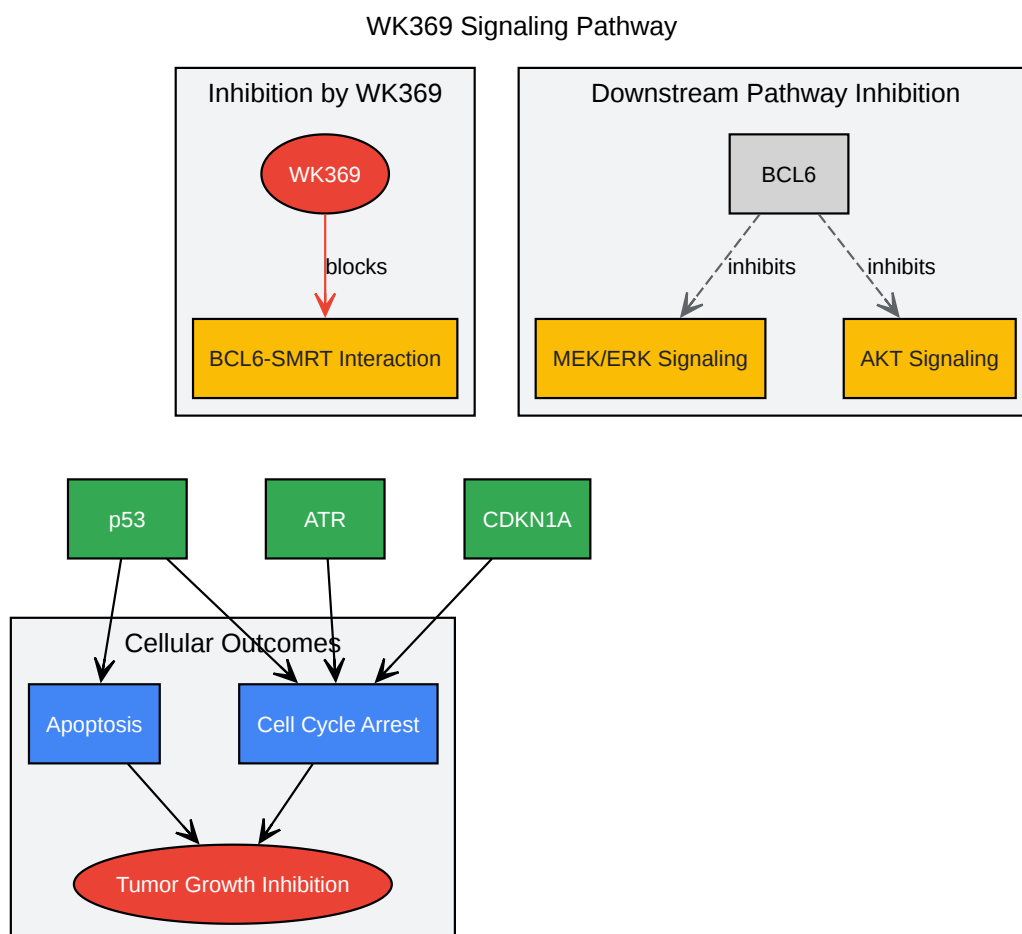 WK369 Signaling Pathway
Inhibition by WK369
Downstream Pathway Inhibition
WK369
BCL6
blocks
inhibits
inhibits
BCL6-SMRT Interaction
MEK/ERK Signaling
AKT Signaling
p53
ATR
CDKN1A
Cellular Outcomes
Apoptosis
Cell Cycle Arrest
Tumor Growth Inhibition